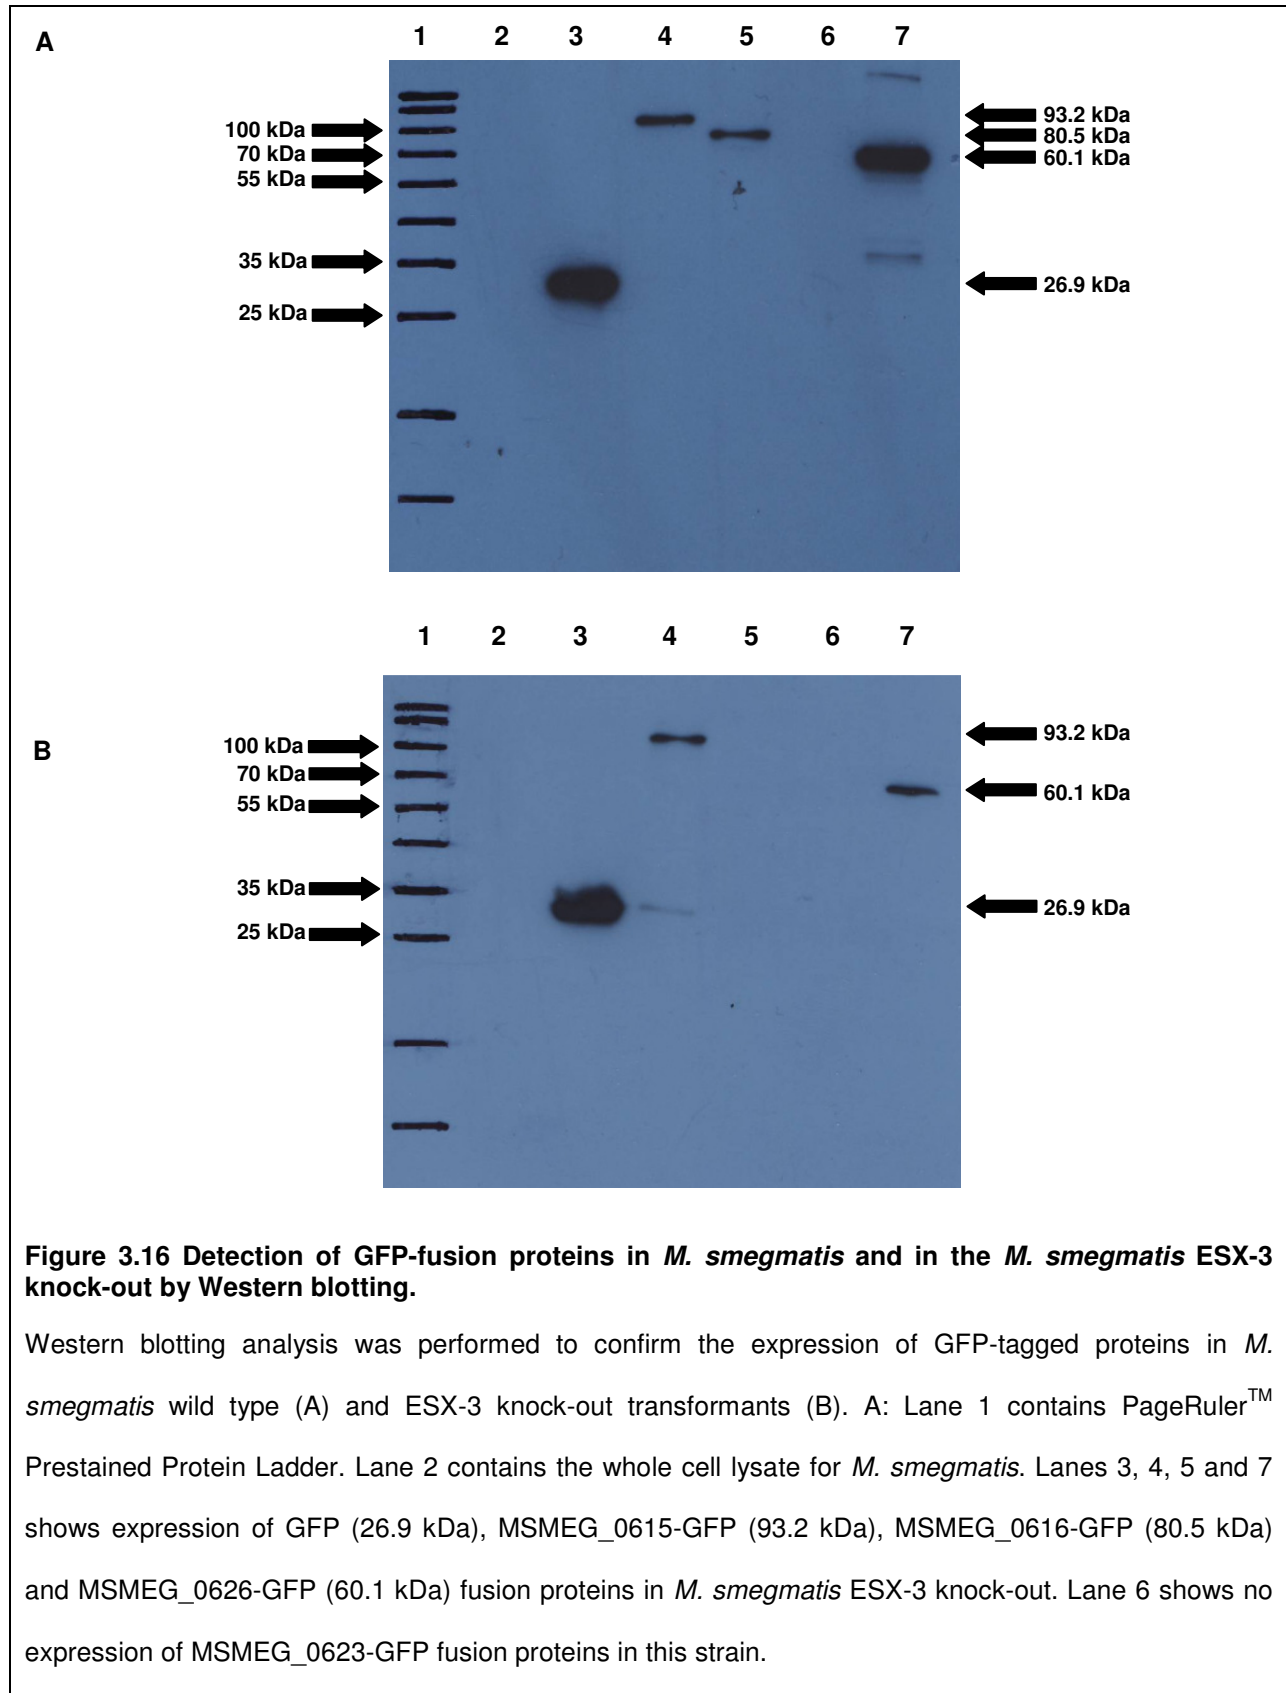 A
1 2 3 4 5 6 7
100 kDa
70 kDa
55 kDa
35 kDa
25 kDa
93.2 kDa
80.5 kDa
60.1 kDa
26.9 kDa
1 2 3 4 5 6 7
B
100 kDa
70 kDa
55 kDa
35 kDa
25 kDa
93.2 kDa
60.1 kDa
26.9 kDa
Figure 3.16 Detection of GFP-fusion proteins in M. smegmatis and in the M. smegmatis ESX-3
knock-out by Western blotting.
Western blotting analysis was performed to confirm the expression of GFP-tagged proteins in M.
smegmatis wild type (A) and ESX-3 knock-out transformants (B). A: Lane 1 contains PageRuler™
Prestained Protein Ladder. Lane 2 contains the whole cell lysate for M. smegmatis. Lanes 3, 4, 5 and 7
shows expression of GFP (26.9 kDa), MSMEG_0615-GFP (93.2 kDa), MSMEG_0616-GFP (80.5 kDa)
and MSMEG_0626-GFP (60.1 kDa) fusion proteins in M. smegmatis ESX-3 knock-out. Lane 6 shows no
expression of MSMEG_0623-GFP fusion proteins in this strain.